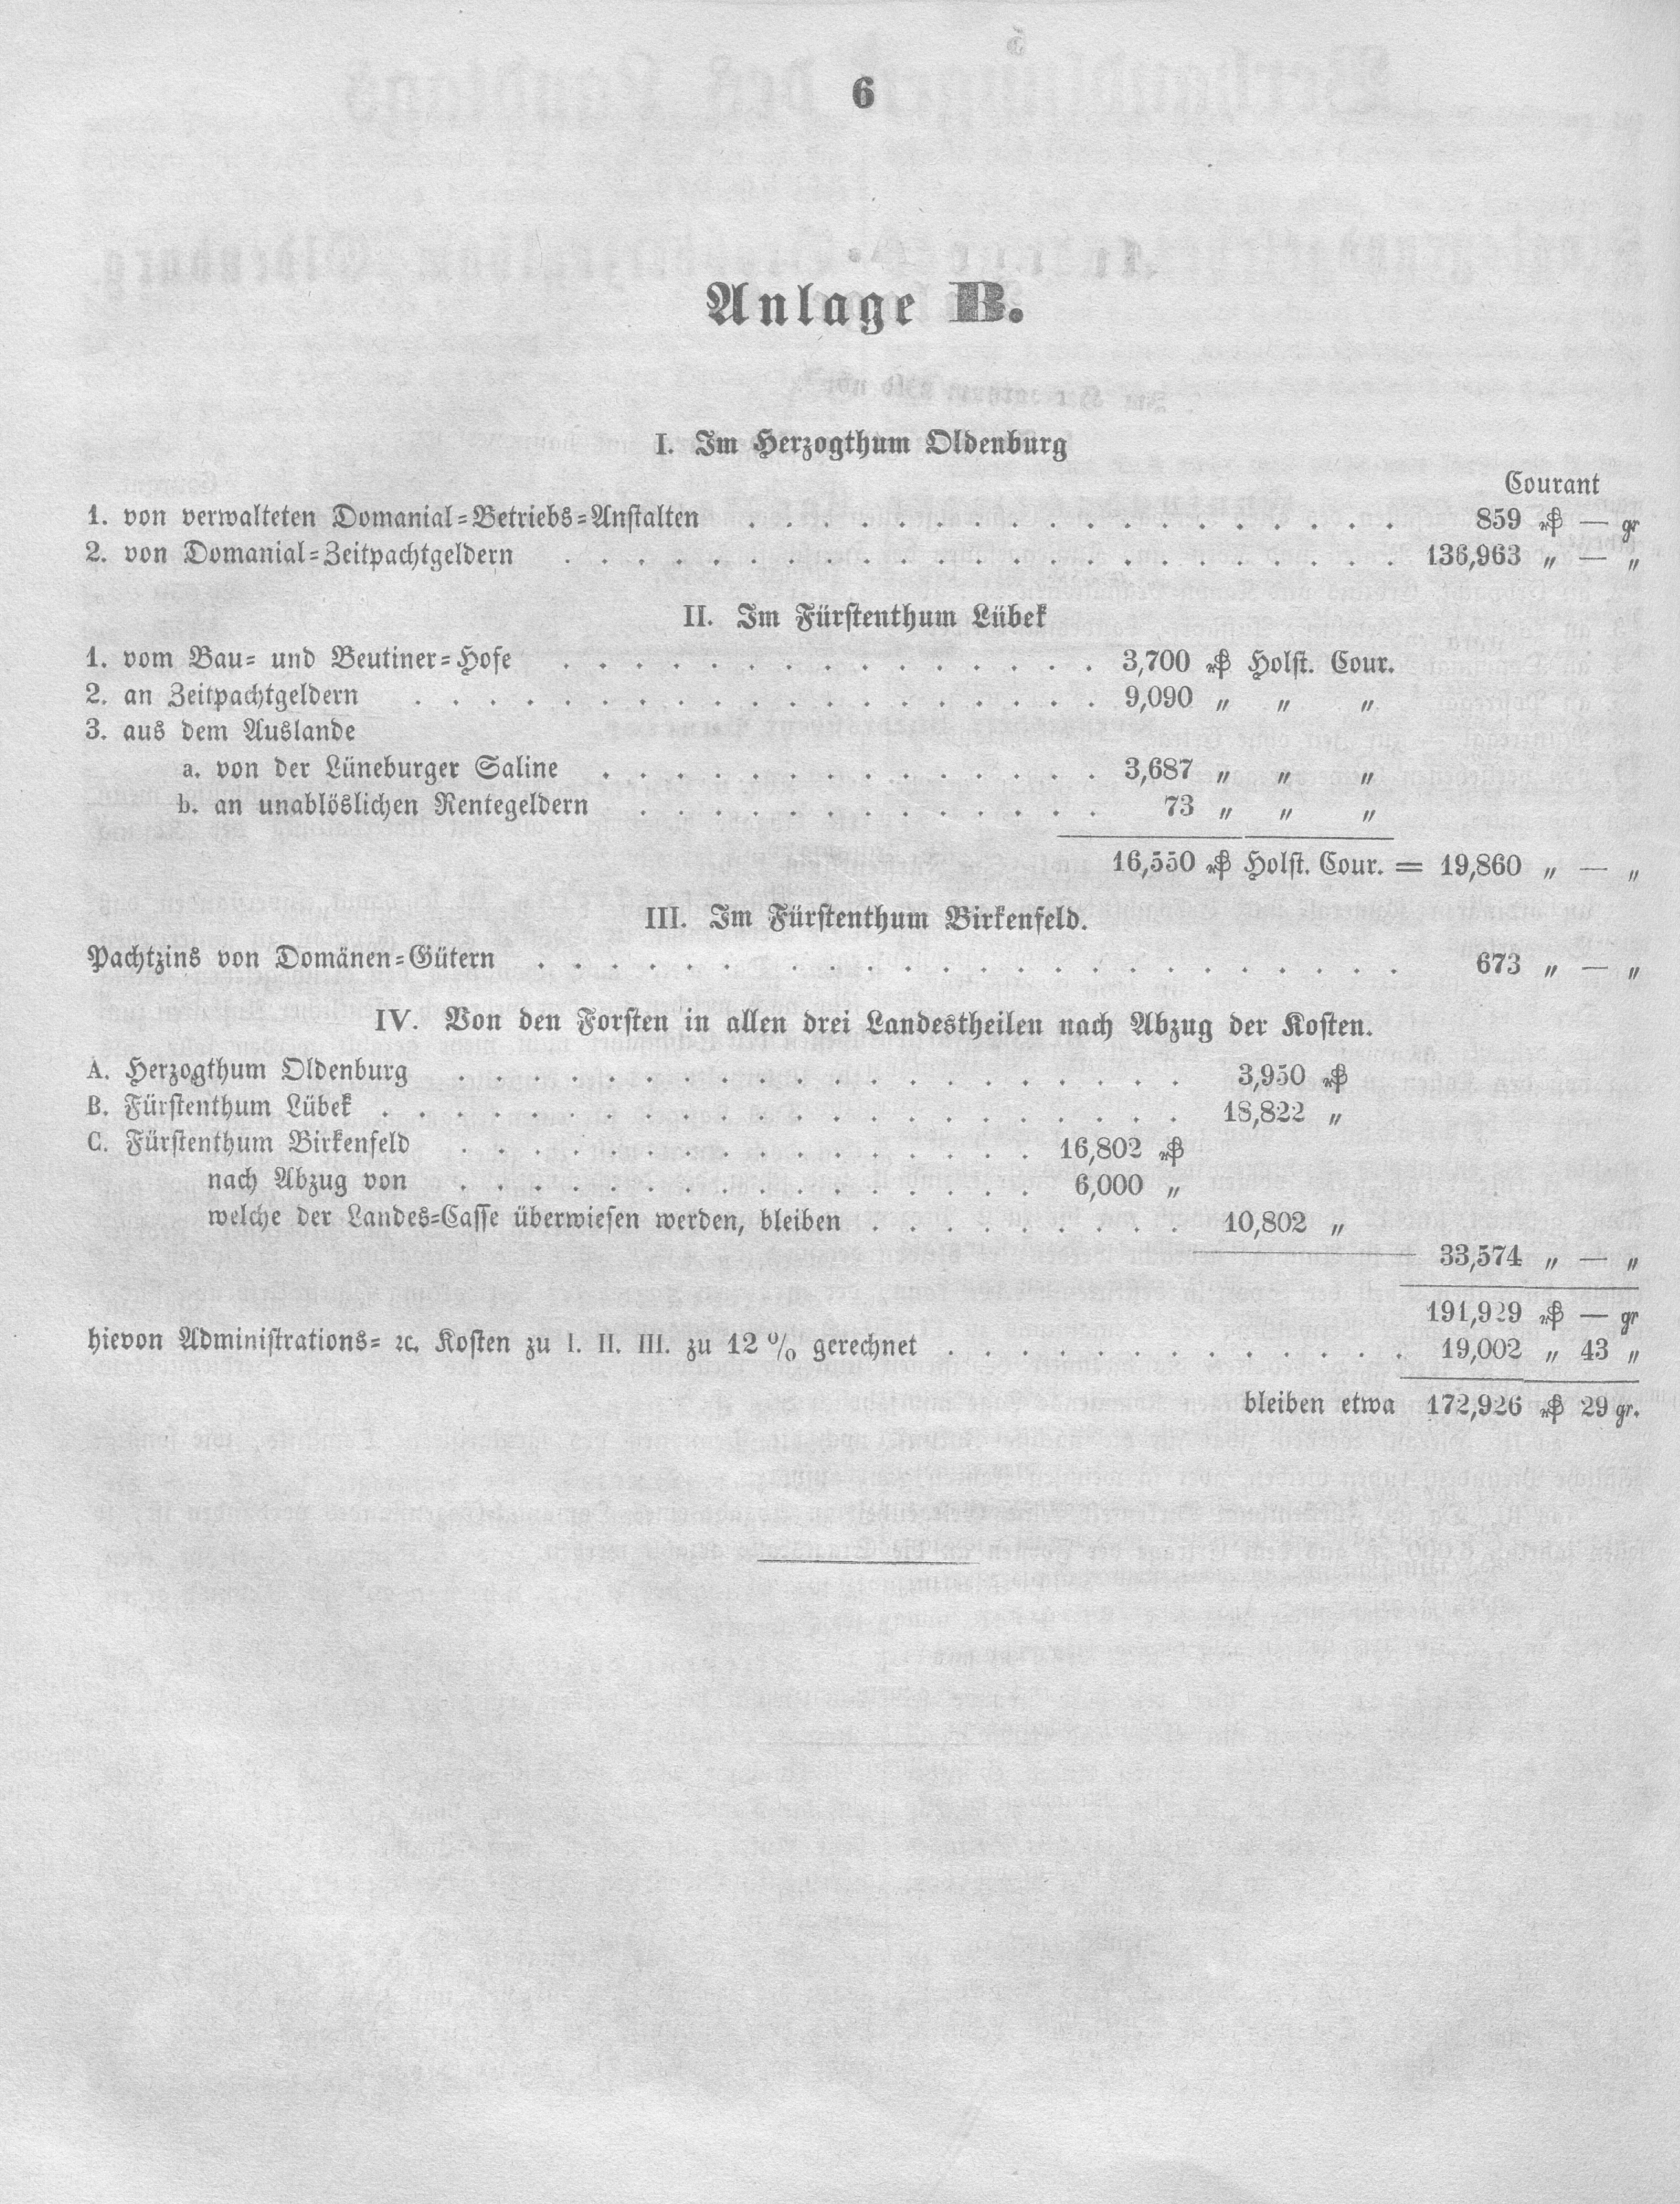 6
Anlage B.
I. Im Herzogthum Oldenburg
Courant
1. von verwalteten Domanial=Betriebs=Anstalten . . . 859 ₰ — gr
2. von Domanial=Zeitpachtgeldern . . . 136,963 „ — „
II. Im Fürstenthum Lübek
1. vom Bau= und Beutiner=Hofe . . . 3,700 ₰ Holst. Cour.
2. an Zeitpachtgeldern . . . 9,090 „ „ „
3. aus dem Auslande
a. von der Lüneburger Saline . . . 3,687 „ „ „
b. an unablöslichen Rentegeldern . . . 73 „ „ „
16,550 ₰ Holst. Cour. = 19,860 „ — „
III. Im Fürstenthum Birkenfeld.
Pachtzins von Domänen=Gütern . . . 673 „ — „
IV. Von den Forsten in allen drei Landestheilen nach Abzug der Kosten.
A. Herzogthum Oldenburg . . . 3,950 ₰
B. Fürstenthum Lübek . . . 18,822 „
C. Fürstenthum Birkenfeld . . . 16,802 ₰
nach Abzug von . . . 6,000 „
welche der Landes=Casse überwiesen werden, bleiben . . . 10,802 „
33,574 „ — „
191,929 ₰ — gr
hievon Administrations= ꝛc. Kosten zu I. II. III. zu 12 % gerechnet . . . 19,002 „ 43 „
bleiben etwa 172,926 ₰ 29 gr.